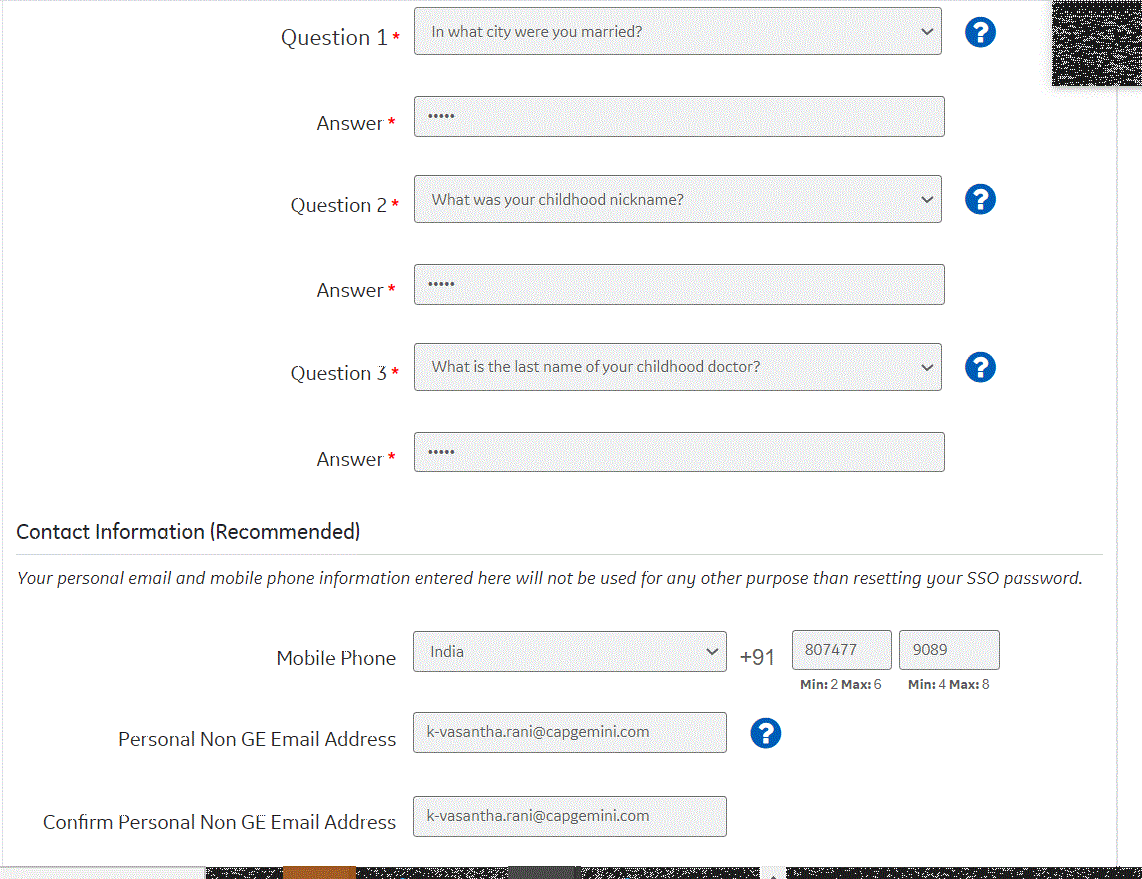 Question 1 * In what city were you married? ?
Answer * •••••
Question 2 * What was your childhood nickname? ?
Answer * •••••
Question 3 * What is the last name of your childhood doctor? ?
Answer * •••••
Contact Information (Recommended)
Your personal email and mobile phone information entered here will not be used for any other purpose than resetting your SSO password.
Mobile Phone India +91 807477 9089
Min: 2 Max: 6 Min: 4 Max: 8
Personal Non GE Email Address k-vasantha.rani@capgemini.com ?
Confirm Personal Non GE Email Address k-vasantha.rani@capgemini.com